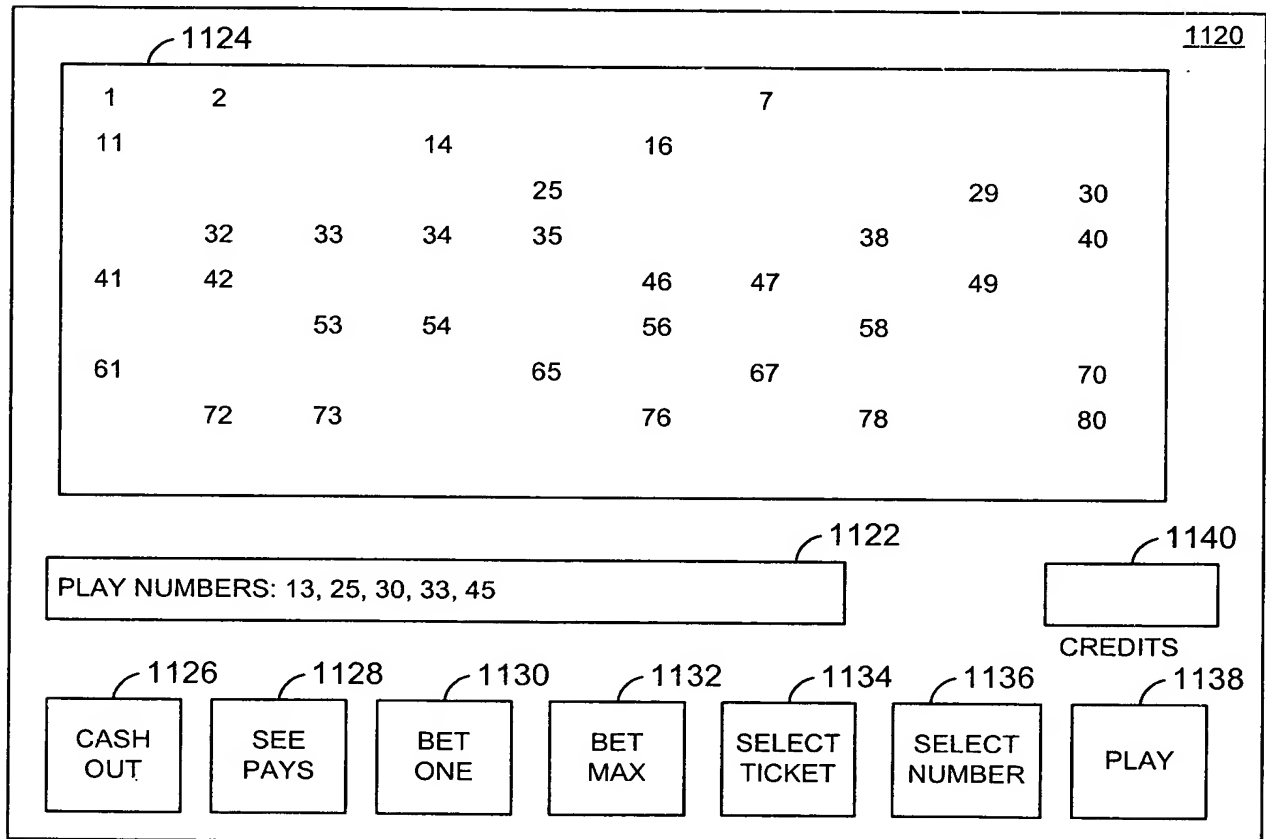 1120
1124
1 2 7
11 14 16
25 29 30
32 33 34 35 38 40
41 42 46 47 49
53 54 56 58
61 65 67 70
72 73 76 78 80
1122
1140
PLAY NUMBERS: 13, 25, 30, 33, 45
CREDITS
1126 1128 1130 1132 1134 1136 1138
CASH OUT
SEE PAYS
BET ONE
BET MAX
SELECT TICKET
SELECT NUMBER
PLAY